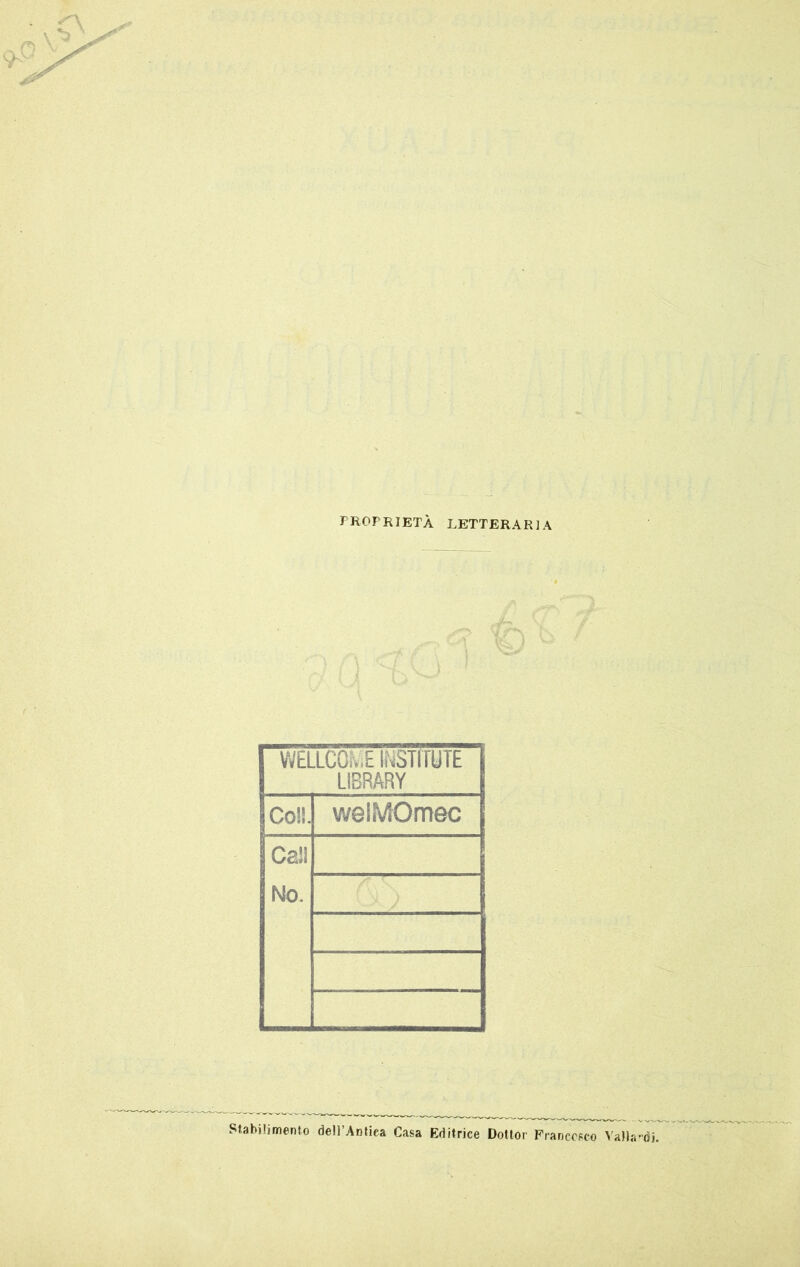 PROPRIETÀ LETTERARIA
WELLCOME INSTITUTE
LIBRARY
Coll. welMOmec
Call
No.
Stabilimento dell'Antica Casa Editrice Dottor Francesco Vallardi.